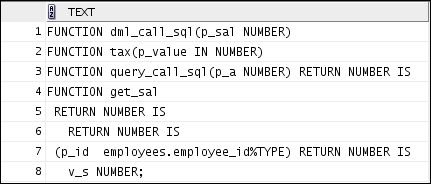 TEXT
1 FUNCTION dml_call_sql(p_sal NUMBER)
2 FUNCTION tax(p_value IN NUMBER)
3 FUNCTION query_call_sql(p_a NUMBER) RETURN NUMBER IS
4 FUNCTION get_sal
5 RETURN NUMBER IS
6 RETURN NUMBER IS
7 (p_id employees.employee_id%TYPE) RETURN NUMBER IS
8 v_s NUMBER;